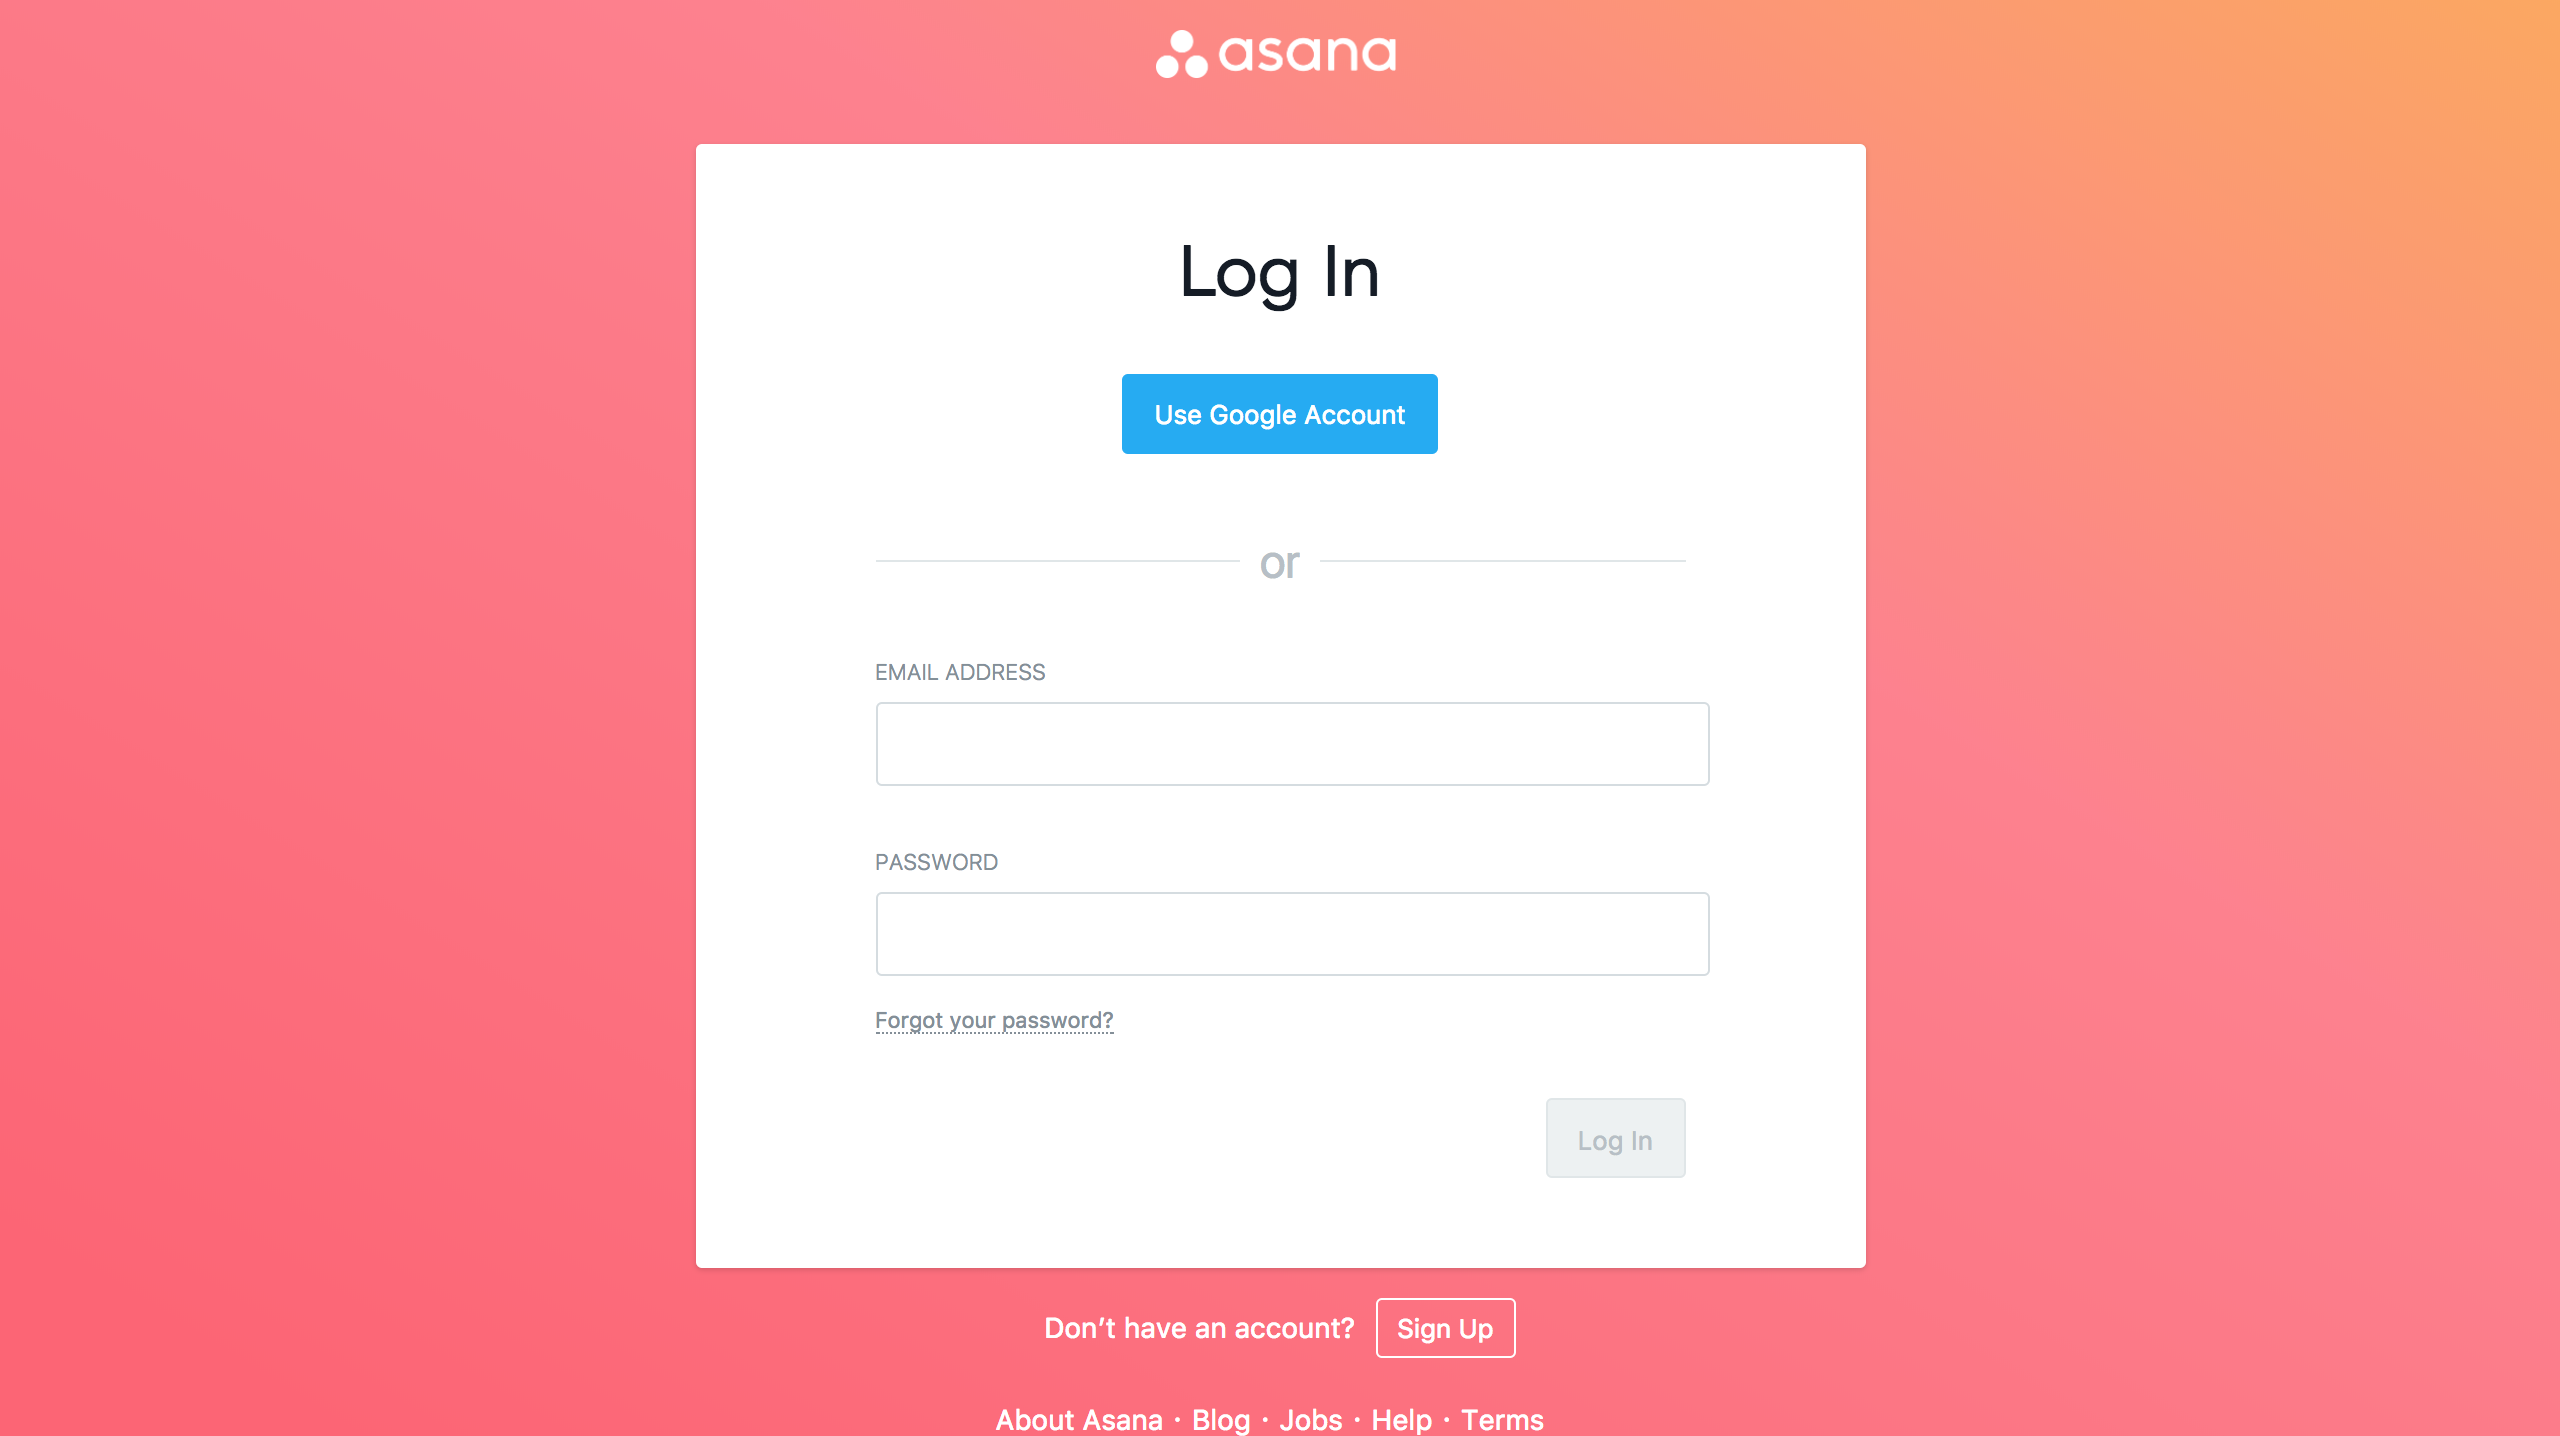 asana
Log In
Use Google Account
or
EMAIL ADDRESS
PASSWORD
Forgot your password?
Log In
Don’t have an account? Sign Up
About Asana · Blog · Jobs · Help · Terms